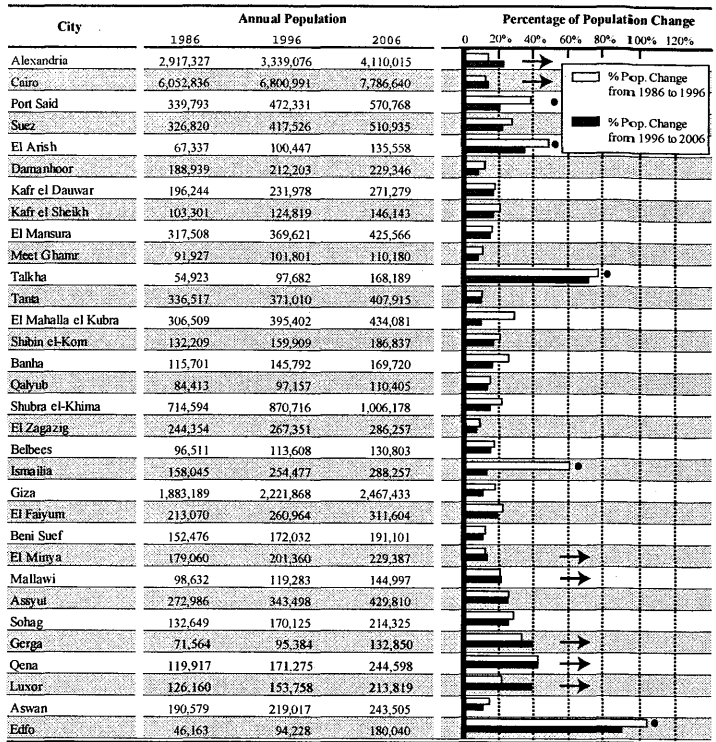 City Annual Population Percentage of Population Change
1986 1996 2006 0 20% 40% 60% 80% 100% 120%
Alexandria 2,917,327 3,339,076 4,110,015
Cairo 6,052,836 6,800,991 7,786,640
Port Said 339,793 472,331 570,768
Suez 326,820 417,526 510,935
El Arish 67,337 100,447 135,558
Damanhoor 188,939 212,203 229,346
Kafr el Dauwar 196,244 231,978 271,279
Kafr el Sheikh 103,301 124,819 146,143
El Mansura 317,508 369,621 425,566
Meet Ghamr 91,927 101,801 110,180
Talkha 54,923 97,682 168,189
Tanta 336,517 371,010 407,915
El Mahalla el Kubra 306,509 395,402 434,081
Shibin el-Kom 132,209 159,909 186,837
Banha 115,701 145,792 169,720
Qalyub 84,413 97,157 110,405
Shubra el-Khima 714,594 870,716 1,006,178
El Zagazig 244,354 267,351 286,257
Belbees 96,511 113,608 130,803
Ismailia 158,045 254,477 288,257
Giza 1,883,189 2,221,868 2,467,433
El Faiyum 213,070 260,964 311,604
Beni Suef 152,476 172,032 191,101
El Minya 179,060 201,360 229,387
Mallawi 98,632 119,283 144,997
Assyut 272,986 343,498 429,810
Sohag 132,649 170,125 214,325
Gerga 71,564 95,384 132,850
Qena 119,917 171,275 244,598
Luxor 126,160 153,758 213,819
Aswan 190,579 219,017 243,505
Edfo 46,163 94,228 180,040
% Pop. Change
from 1986 to 1996
% Pop. Change
from 1996 to 2006